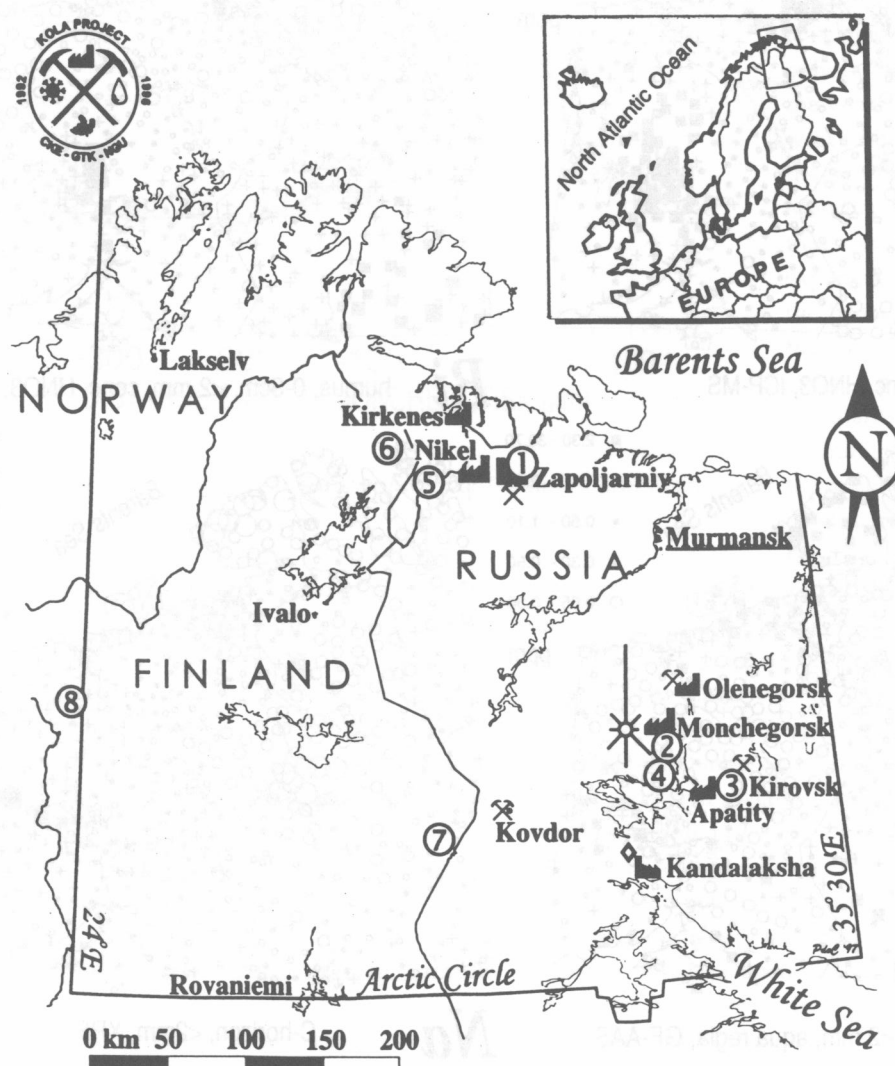 KOLA PROJECT
1992
1996
CKE - GTK - NGU
North Atlantic Ocean
EUROPE
Barents Sea
Lakselv
NORWAY
N
Kirkenes
Nikel
⑥
①
⑤
Zapoljarniy
Murmansk
RUSSIA
Ivalo
FINLAND
⑧
Olenegorsk
Monchegorsk
②
④
③
Kirovsk
Apatity
Kovdor
⑦
Kandalaksha
24°E
35°30'E
Rovaniemi
Arctic Circle
White Sea
0 km 50 100 150 200